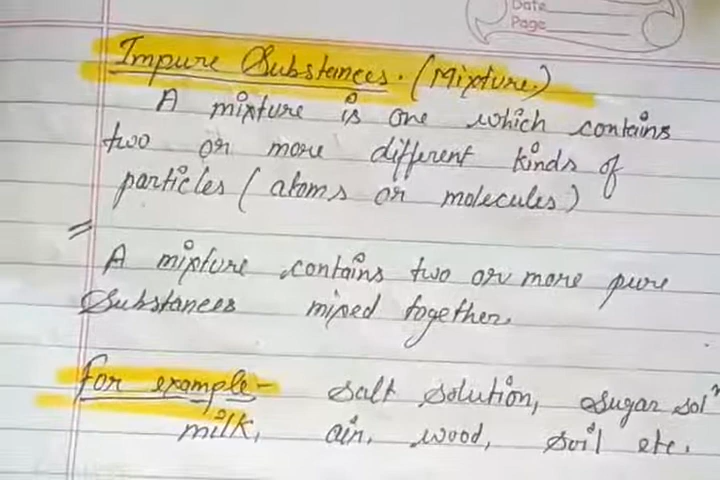 Date
Page
Impure Substances. (Mixture)
A mixture is one which contains
two or more different kinds of
particles (atoms or molecules)
= A mixture contains two or more pure
Substances mixed together.
For example- salt solution, sugar solⁿ
milk, air, wood, soil etc.